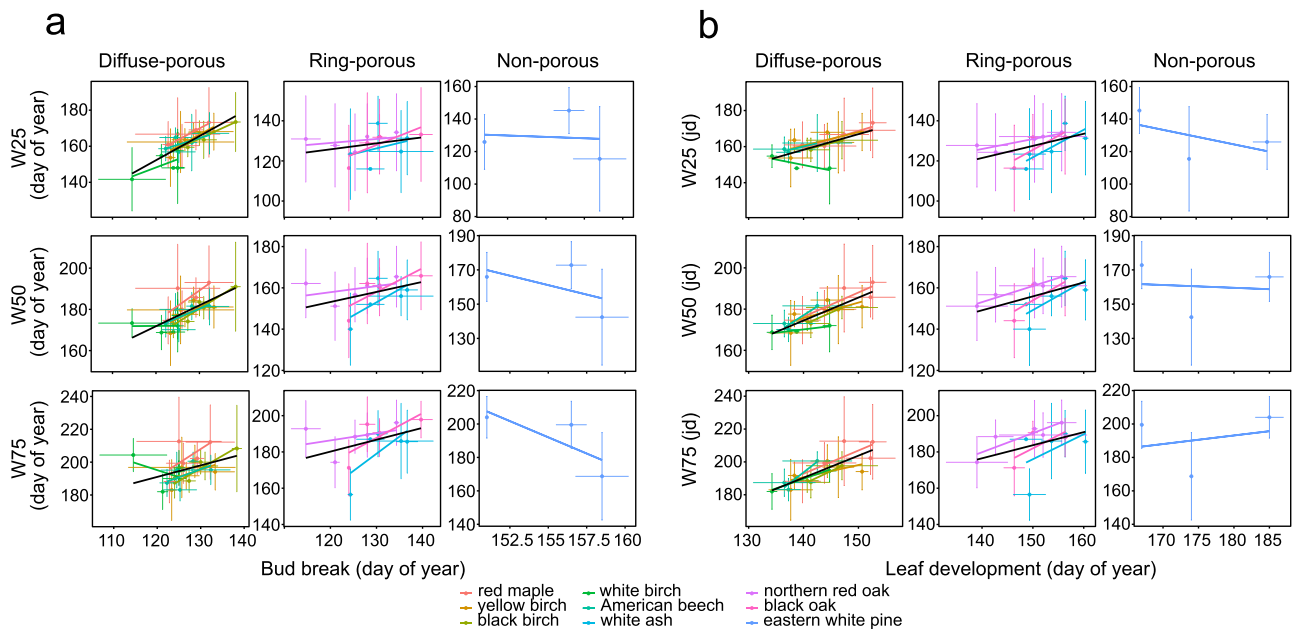 a
b
Diffuse-porous Ring-porous Non-porous
Diffuse-porous Ring-porous Non-porous
W25
(day of year)
180
160
140
140
120
100
160
140
120
100
80
W25 (jd)
180
160
140
140
120
100
160
140
120
100
80
W50
(day of year)
200
180
160
180
160
140
120
190
170
150
130
W50 (jd)
200
180
160
180
160
140
120
190
170
150
130
W75
(day of year)
240
220
200
180
200
180
160
140
220
200
180
160
140
W75 (jd)
240
220
200
180
200
180
160
140
220
200
180
160
140
110 120 130 140
120 130 140
152.5 155 157.5 160
130 140 150
140 150 160
170 175 180 185
Bud break (day of year)
Leaf development (day of year)
red maple white birch northern red oak
yellow birch American beech black oak
black birch white ash eastern white pine